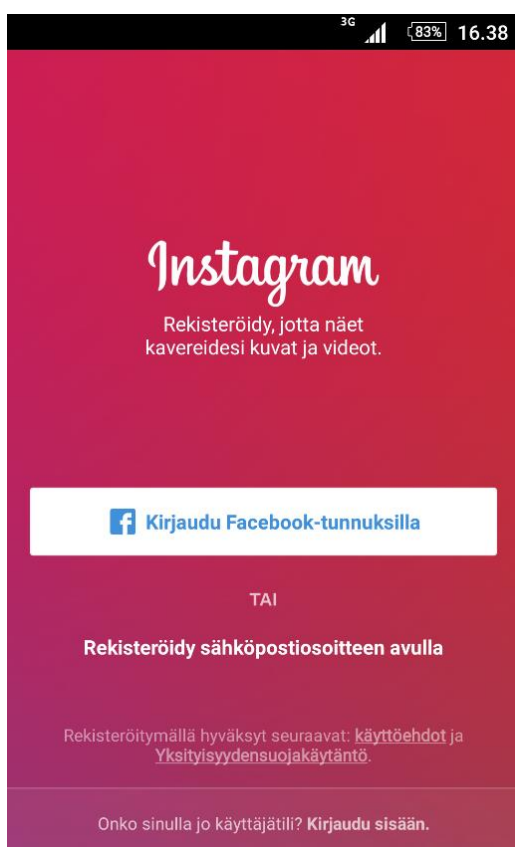 3G 83% 16.38
Instagram
Rekisteröidy, jotta näet
kavereidesi kuvat ja videot.
Kirjaudu Facebook-tunnuksilla
TAI
Rekisteröidy sähköpostiosoitteen avulla
Rekisteröitymällä hyväksyt seuraavat: käyttöehdot ja
Yksityisyydensuojakäytäntö.
Onko sinulla jo käyttäjätili? Kirjaudu sisään.